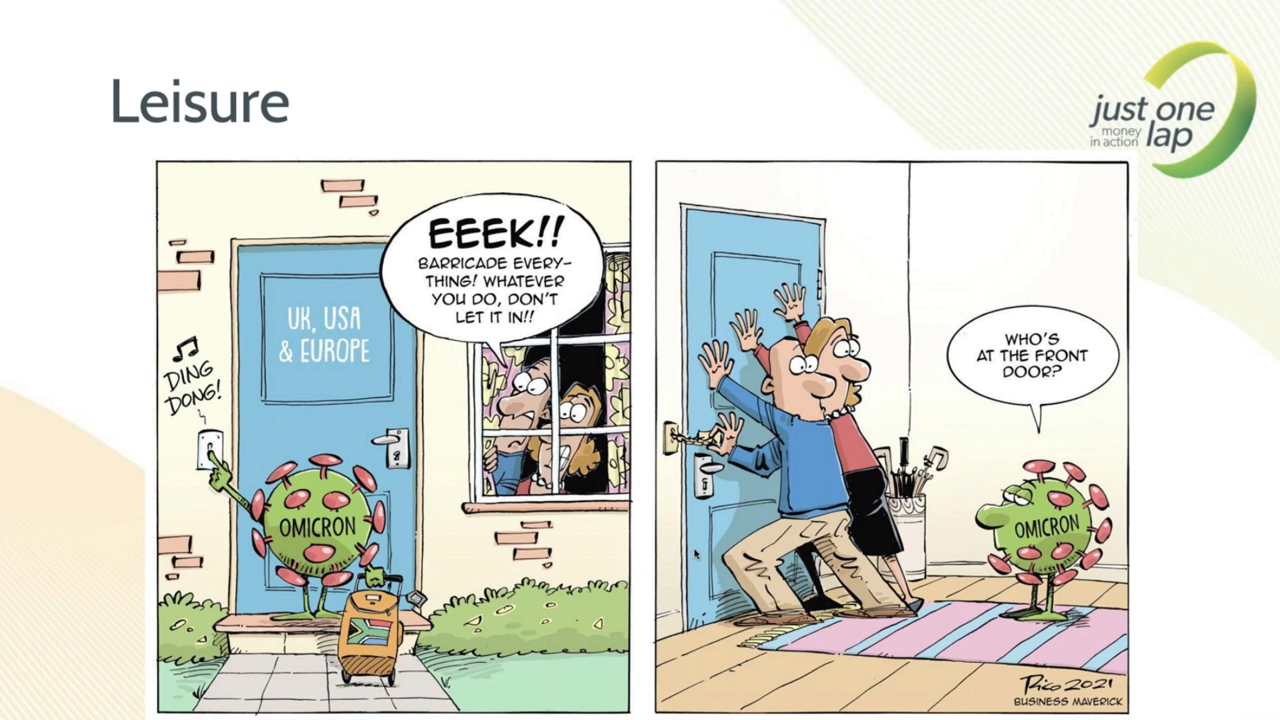 Leisure
just one
money
in action
lap
EEEK!!
BARRICADE EVERY-
THING! WHATEVER
YOU DO, DON'T
LET IT IN!!
UK, USA
& EUROPE
DING
DONG!
OMICRON
WHO'S
AT THE FRONT
DOOR?
OMICRON
Rico 2021
BUSINESS MAVERICK